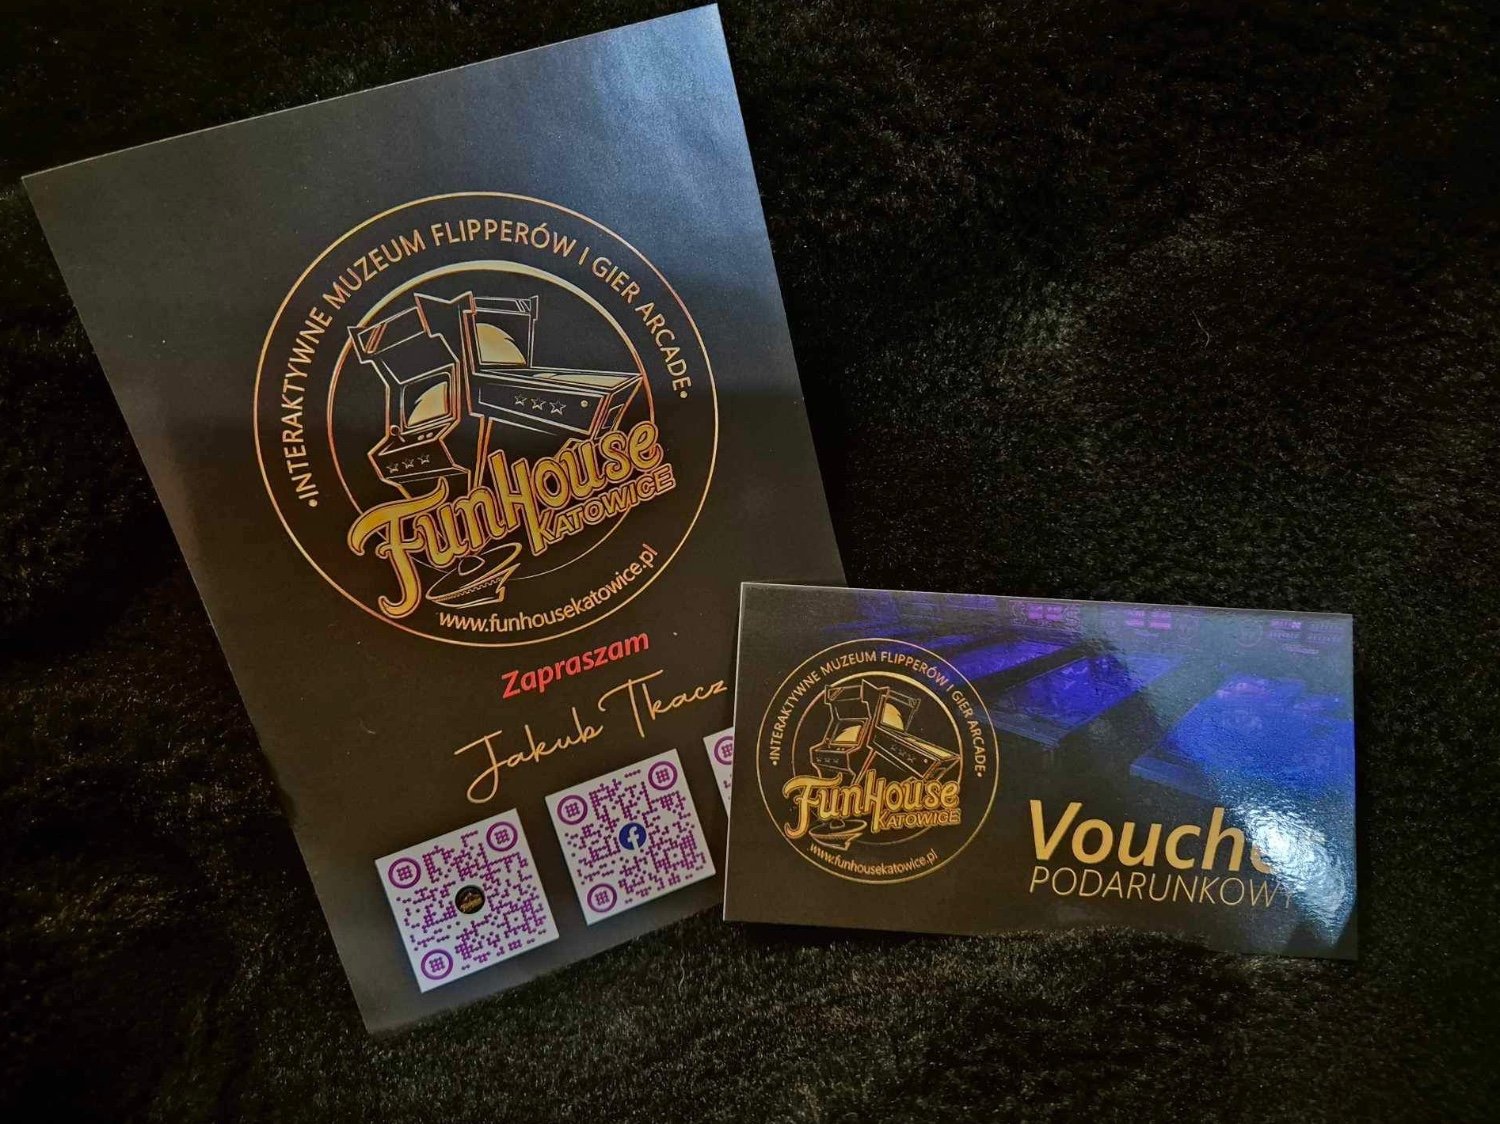 •INTERAKTYWNE MUZEUM FLIPPERÓW I GIER ARCADE•
FunHouse
KATOWICE
www.funhousekatowice.pl
Zapraszam
Jakub Tkacz
•INTERAKTYWNE MUZEUM FLIPPERÓW I GIER ARCADE•
FunHouse
KATOWICE
www.funhousekatowice.pl
Voucher
PODARUNKOWY